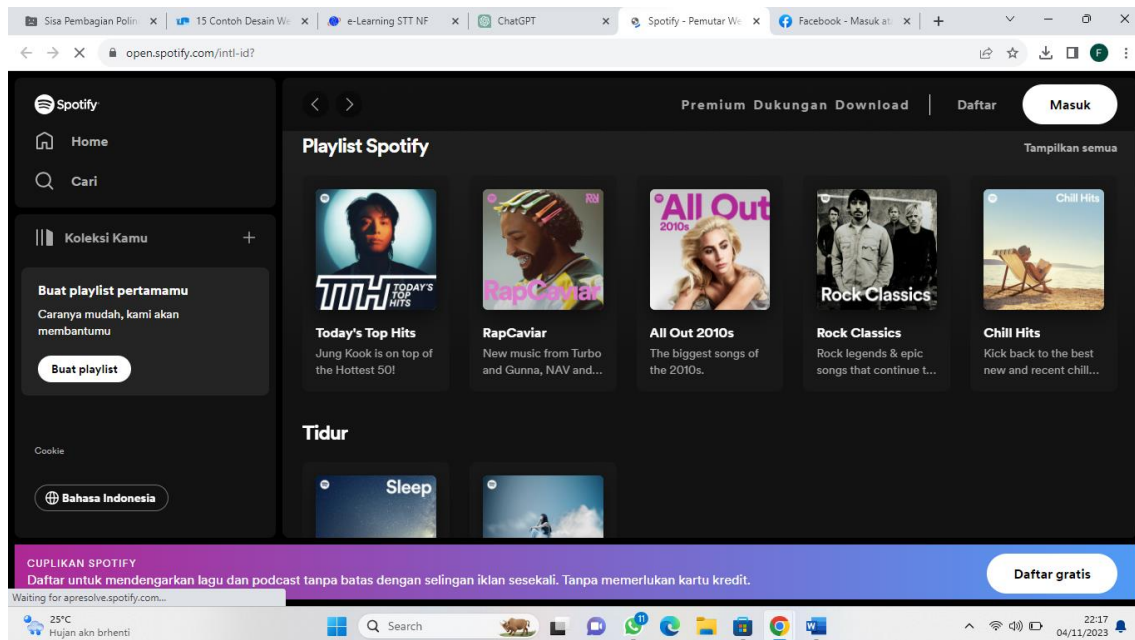 Sisa Pembagian Polin
15 Contoh Desain We
e-Learning STT NF
ChatGPT
Spotify - Pemutar We
Facebook - Masuk at
open.spotify.com/intl-id?
F
Spotify
Home
Cari
Koleksi Kamu
Buat playlist pertamamu
Caranya mudah, kami akan
membantumu
Buat playlist
Cookie
Bahasa Indonesia
Premium Dukungan Download
Daftar
Masuk
Playlist Spotify
Tampilkan semua
TTH TODAY'S
TOP
HITS
RapCaviar
All Out
2010s
Rock Classics
Chill Hits
Today's Top Hits
Jung Kook is on top of
the Hottest 50!
RapCaviar
New music from Turbo
and Gunna, NAV and...
All Out 2010s
The biggest songs of
the 2010s.
Rock Classics
Rock legends & epic
songs that continue t...
Chill Hits
Kick back to the best
new and recent chill...
Tidur
Sleep
CUPLIKAN SPOTIFY
Daftar untuk mendengarkan lagu dan podcast tanpa batas dengan selingan iklan sesekali. Tanpa memerlukan kartu kredit.
Daftar gratis
Waiting for apresolve.spotify.com...
25°C
Hujan akn brhenti
Search
22:17
04/11/2023